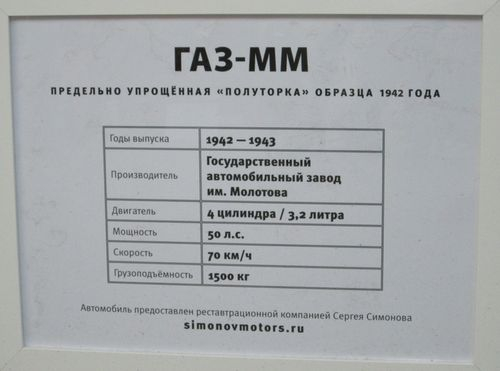 ГАЗ-ММ
ПРЕДЕЛЬНО УПРОЩЁННАЯ «ПОЛУТОРКА» ОБРАЗЦА 1942 ГОДА
Годы выпуска 1942 — 1943
Производитель Государственный
автомобильный завод
им. Молотова
Двигатель 4 цилиндра / 3,2 литра
Мощность 50 л.с.
Скорость 70 км/ч
Грузоподъёмность 1500 кг
Автомобиль предоставлен реставтрационной компанией Сергея Симонова
simonovmotors.ru